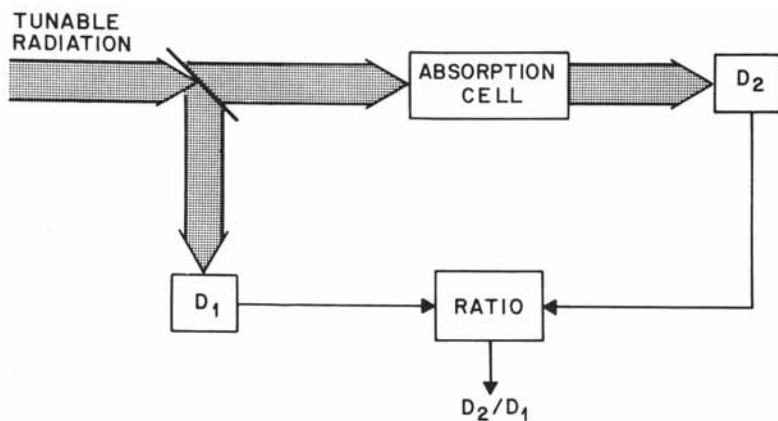 TUNABLE
RADIATION
ABSORPTION
CELL
D2
D1
RATIO
D2/D1